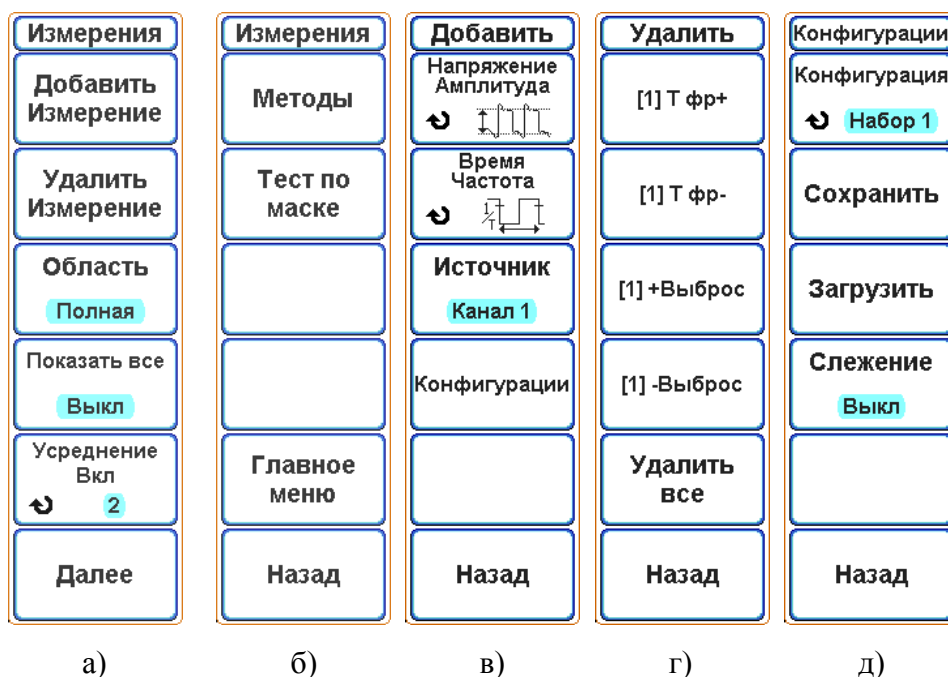 Измерения
Добавить
Измерение
Удалить
Измерение
Область
Полная
Показать все
Выкл
Усреднение
Вкл
2
Далее
а)
Измерения
Методы
Тест по
маске
Главное
меню
Назад
б)
Добавить
Напряжение
Амплитуда
Время
Частота
1/T
Источник
Канал 1
Конфигурации
Назад
в)
Удалить
[1] Т фр+
[1] Т фр-
[1] +Выброс
[1] -Выброс
Удалить
все
Назад
г)
Конфигурации
Конфигурация
Набор 1
Сохранить
Загрузить
Слежение
Выкл
Назад
д)